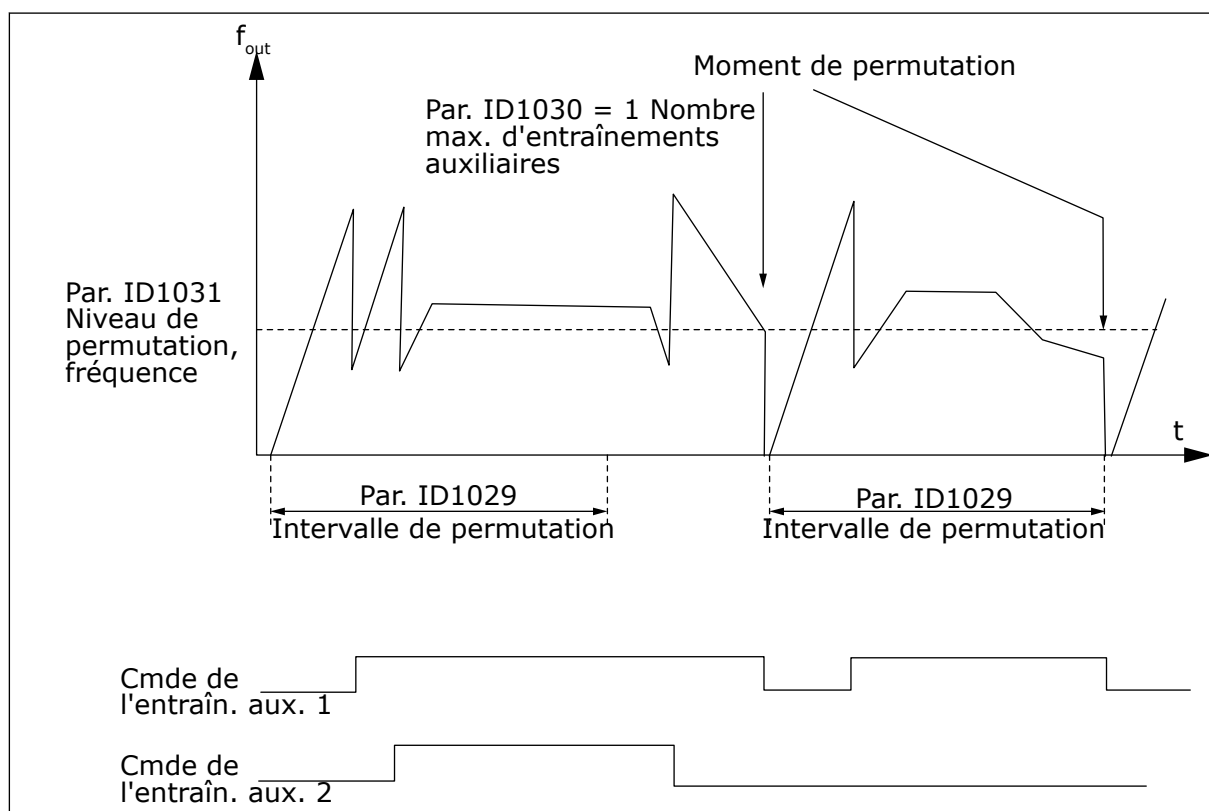 f_out
Moment de permutation
Par. ID1030 = 1 Nombre
max. d'entraînements
auxiliaires
Par. ID1031
Niveau de
permutation,
fréquence
t
Par. ID1029
Intervalle de permutation
Par. ID1029
Intervalle de permutation
Cmde de
l'entraîn. aux. 1
Cmde de
l'entraîn. aux. 2